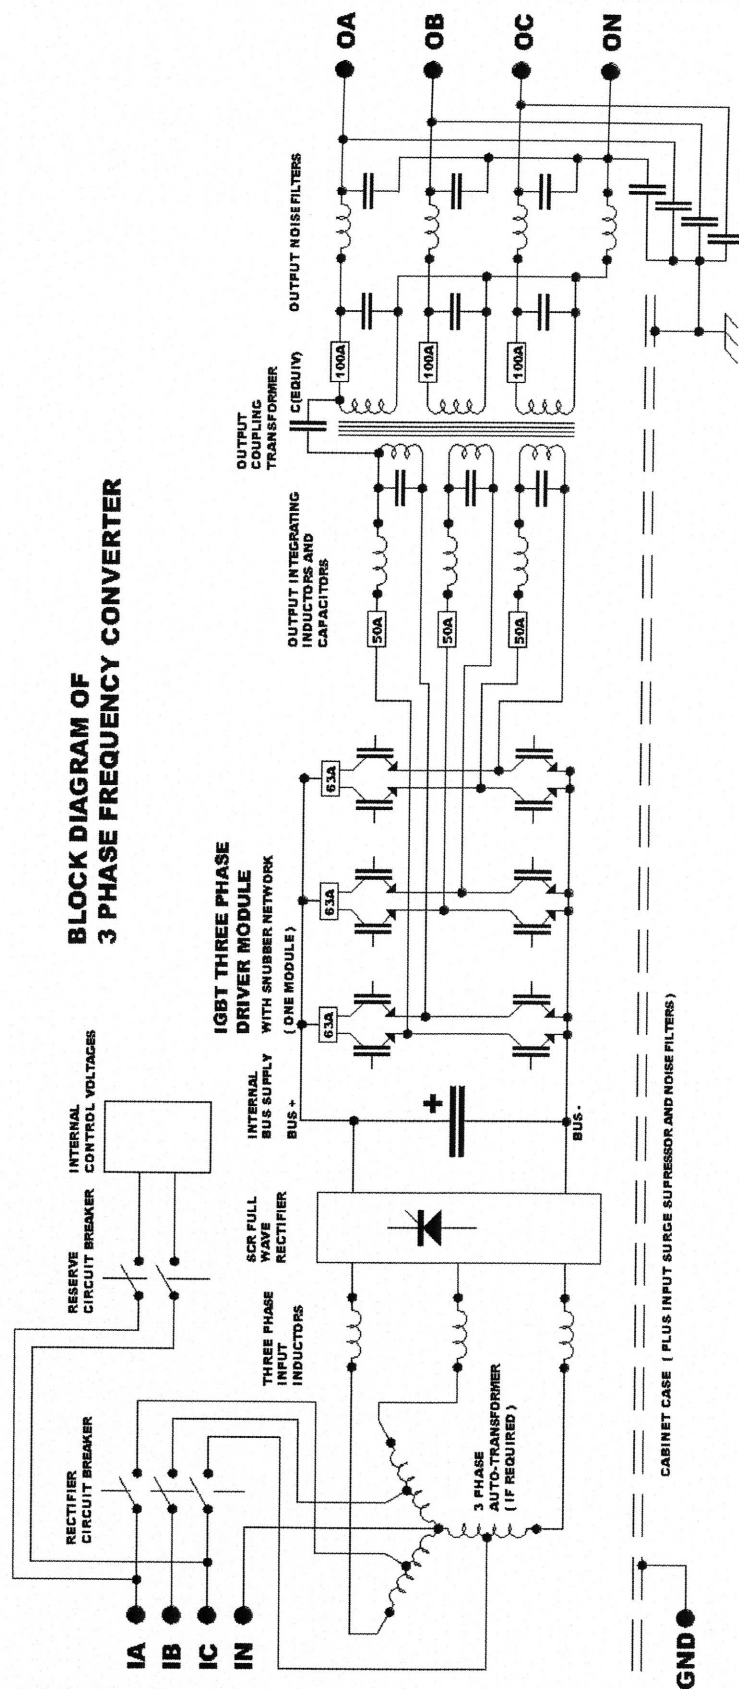 BLOCK DIAGRAM OF
3 PHASE FREQUENCY CONVERTER
IA
IB
IC
IN
GND
RECTIFIER
CIRCUIT BREAKER
RESERVE
CIRCUIT BREAKER
INTERNAL
CONTROL VOLTAGES
3 PHASE
AUTO-TRANSFORMER
( IF REQUIRED )
THREE PHASE
INPUT
INDUCTORS
SCR FULL
WAVE
RECTIFIER
INTERNAL
BUS SUPPLY
BUS +
+
BUS -
IGBT THREE PHASE
DRIVER MODULE
WITH SNUBBER NETWORK
( ONE MODULE )
63A
63A
63A
OUTPUT INTEGRATING
INDUCTORS AND
CAPACITORS
50A
50A
50A
OUTPUT
COUPLING
TRANSFORMER
C(EQUIV)
100A
100A
100A
OUTPUT NOISE FILTERS
OA
OB
OC
ON
CABINET CASE ( PLUS INPUT SURGE SUPRESSOR AND NOISE FILTERS )